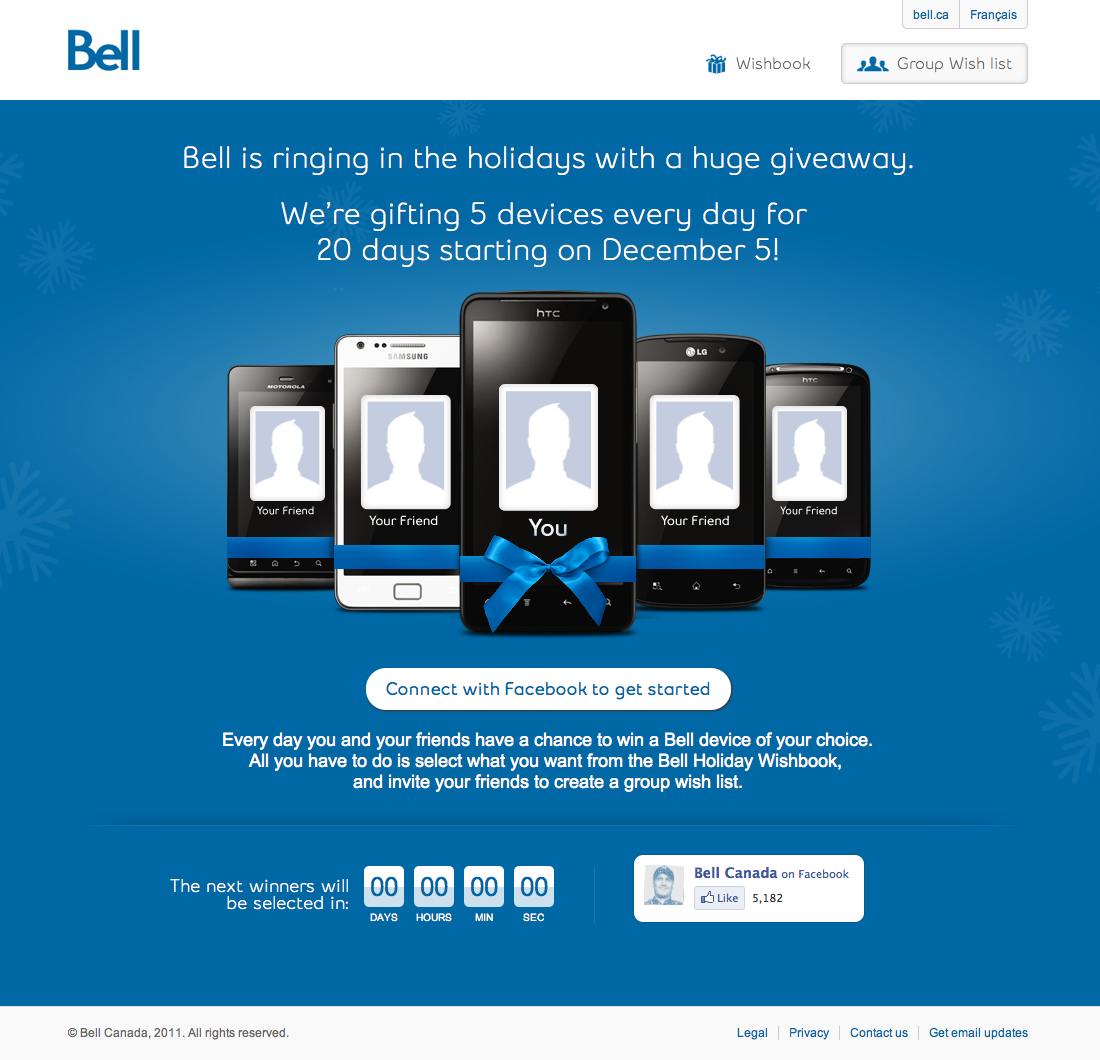 bell.ca
Français
Bell
Wishbook
Group Wish list
Bell is ringing in the holidays with a huge giveaway.
We're gifting 5 devices every day for
20 days starting on December 5!
MOTOROLA
SAMSUNG
hTC
LG
hTC
Your Friend
Your Friend
You
Your Friend
Your Friend
Connect with Facebook to get started
Every day you and your friends have a chance to win a Bell device of your choice.
All you have to do is select what you want from the Bell Holiday Wishbook,
and invite your friends to create a group wish list.
The next winners will
be selected in:
00 00 00 00
DAYS HOURS MIN SEC
Bell Canada on Facebook
Like 5,182
© Bell Canada, 2011. All rights reserved.
Legal Privacy Contact us Get email updates